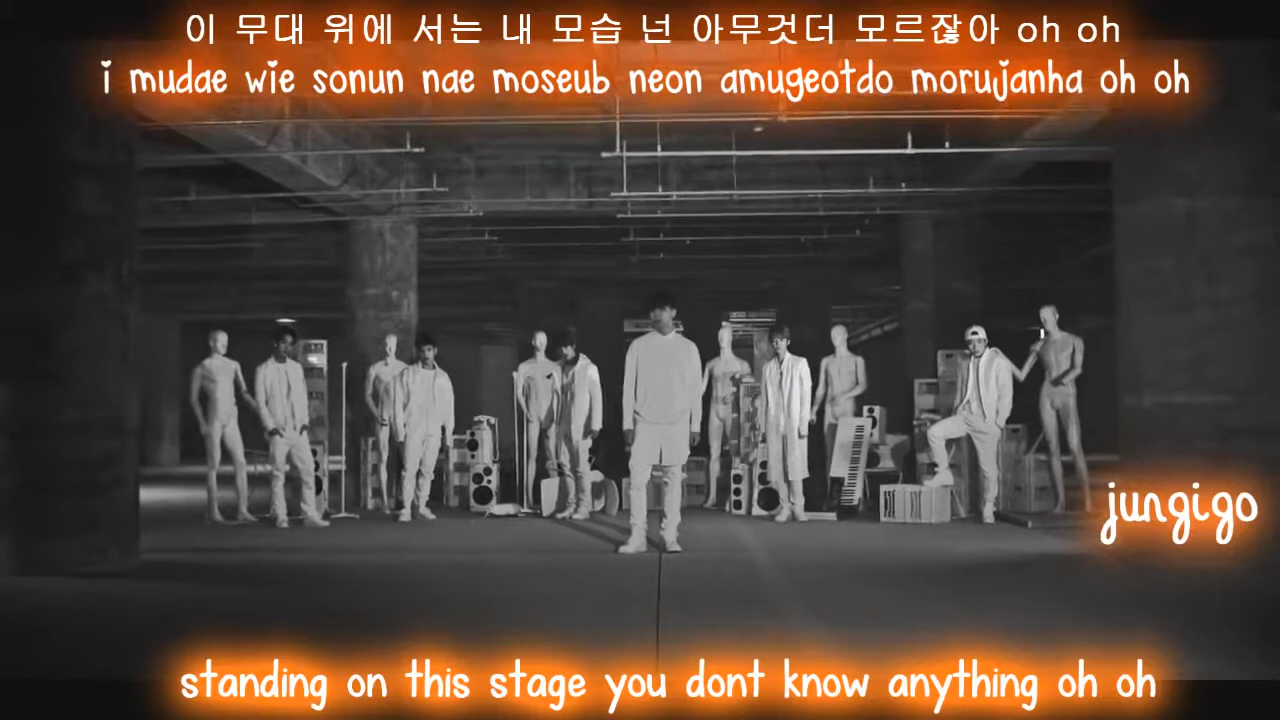 이 무대 위에 서는 내 모습 넌 아무것더 모르잖아 oh oh
i mudae wie sonun nae moseub neon amugeotdo morujanha oh oh
jungigo
standing on this stage you dont know anything oh oh